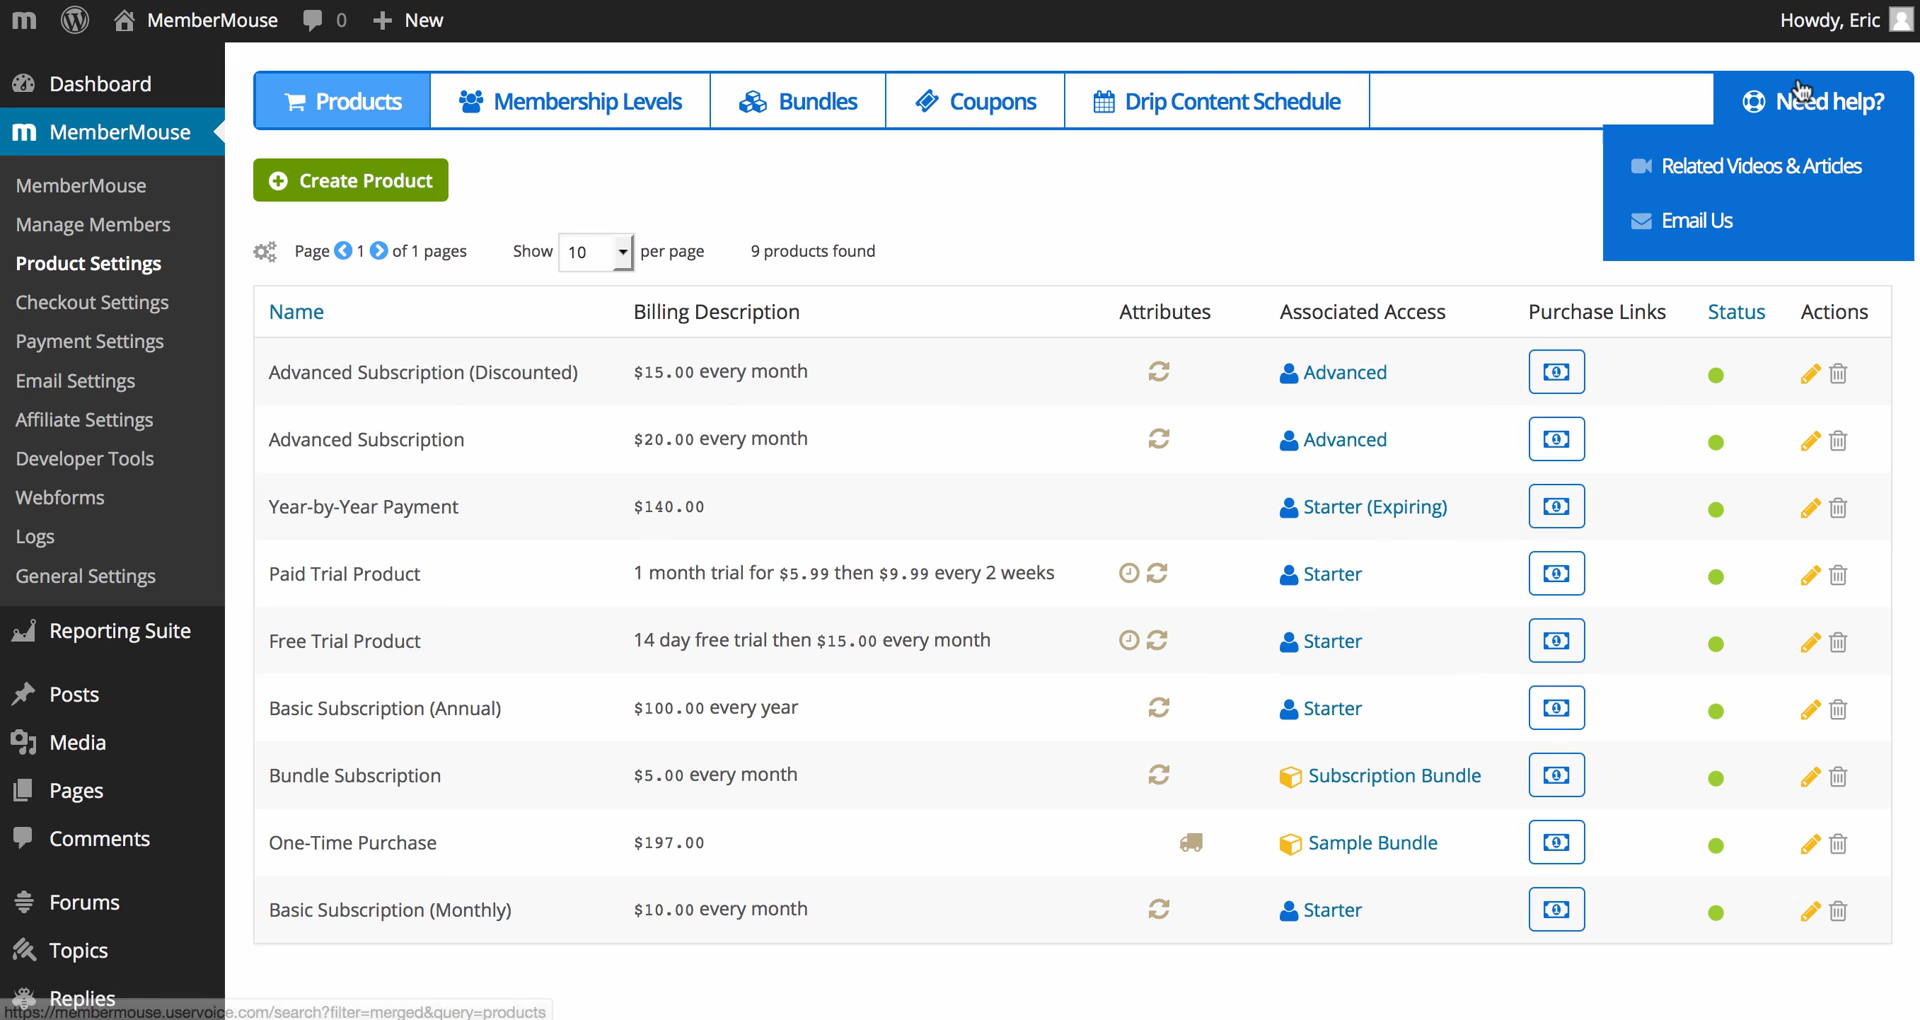 MemberMouse 0 New Howdy, Eric
Dashboard
MemberMouse
MemberMouse
Manage Members
Product Settings
Checkout Settings
Payment Settings
Email Settings
Affiliate Settings
Developer Tools
Webforms
Logs
General Settings
Reporting Suite
Posts
Media
Pages
Comments
Forums
Topics
Replies
Products Membership Levels Bundles Coupons Drip Content Schedule Need help?
Related Videos & Articles
Email Us
Create Product
Page 1 of 1 pages Show 10 per page 9 products found
Name Billing Description Attributes Associated Access Purchase Links Status Actions
Advanced Subscription (Discounted) $15.00 every month Advanced
Advanced Subscription $20.00 every month Advanced
Year-by-Year Payment $140.00 Starter (Expiring)
Paid Trial Product 1 month trial for $5.99 then $9.99 every 2 weeks Starter
Free Trial Product 14 day free trial then $15.00 every month Starter
Basic Subscription (Annual) $100.00 every year Starter
Bundle Subscription $5.00 every month Subscription Bundle
One-Time Purchase $197.00 Sample Bundle
Basic Subscription (Monthly) $10.00 every month Starter
https://membermouse.uservoice.com/search?filter=merged&query=products